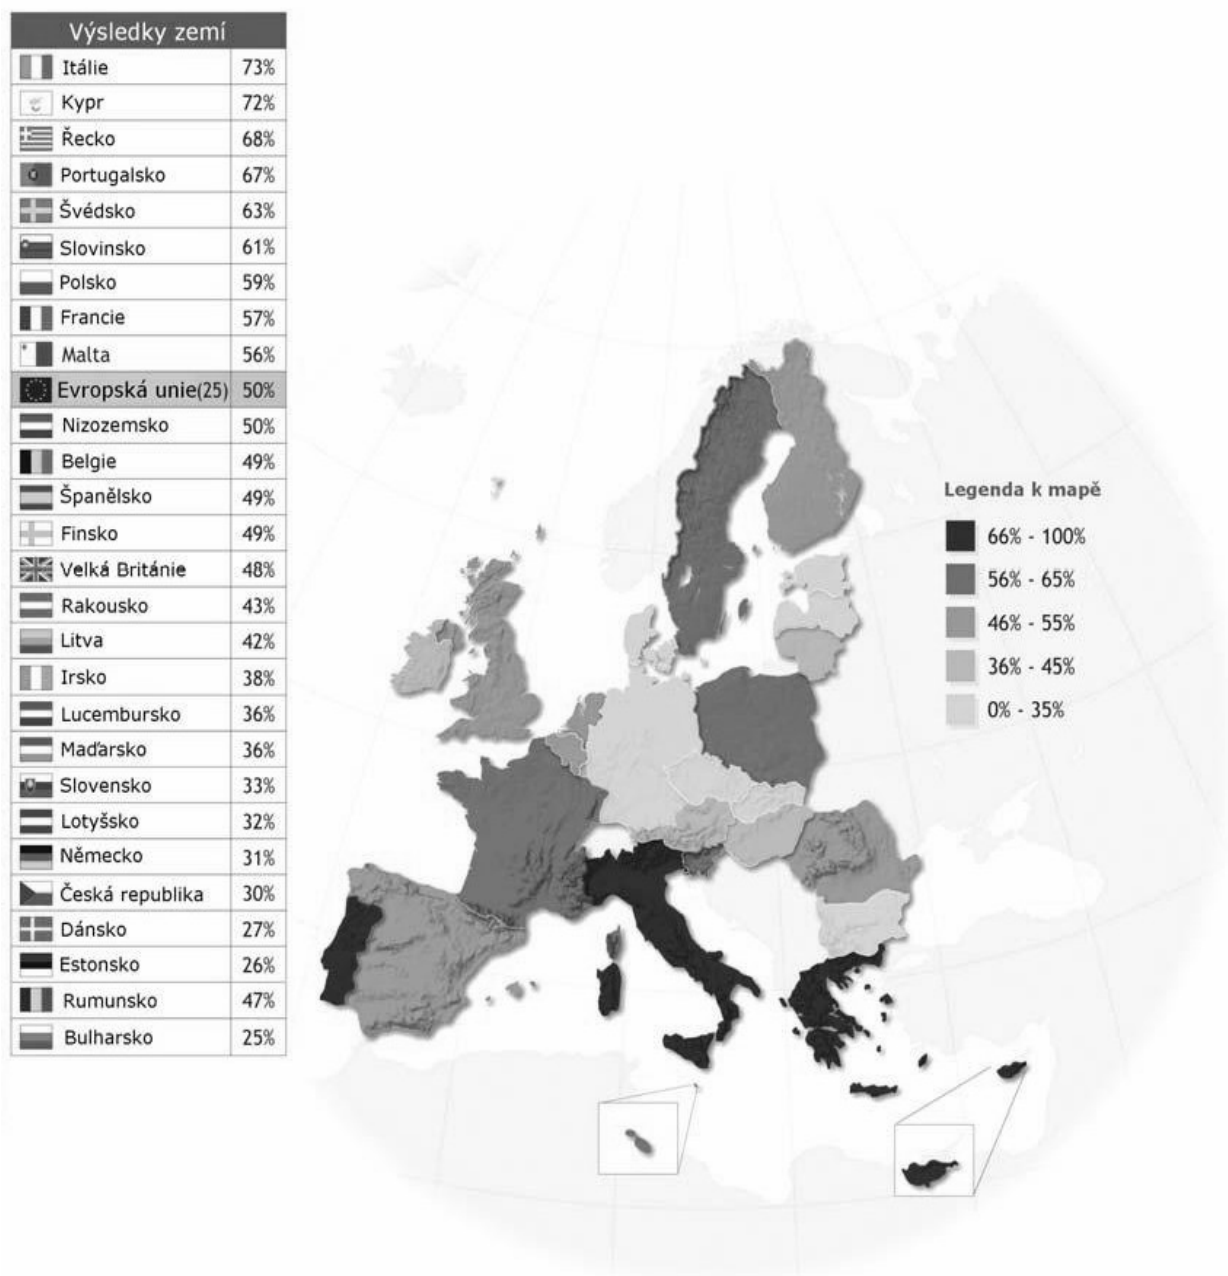 Výsledky zemí
Itálie 73%
Kypr 72%
Řecko 68%
Portugalsko 67%
Švédsko 63%
Slovinsko 61%
Polsko 59%
Francie 57%
Malta 56%
Evropská unie(25) 50%
Nizozemsko 50%
Belgie 49%
Španělsko 49%
Finsko 49%
Velká Británie 48%
Rakousko 43%
Litva 42%
Irsko 38%
Lucembursko 36%
Maďarsko 36%
Slovensko 33%
Lotyšsko 32%
Německo 31%
Česká republika 30%
Dánsko 27%
Estonsko 26%
Rumunsko 47%
Bulharsko 25%
Legenda k mapě
66% - 100%
56% - 65%
46% - 55%
36% - 45%
0% - 35%